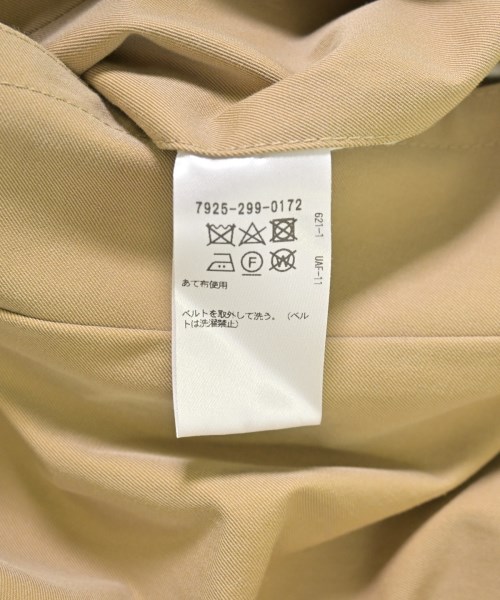 7925-299-0172
F
W
あて布使用
ベルトを取外して洗う。(ベル
トは洗濯禁止)
621-1
UAF-11